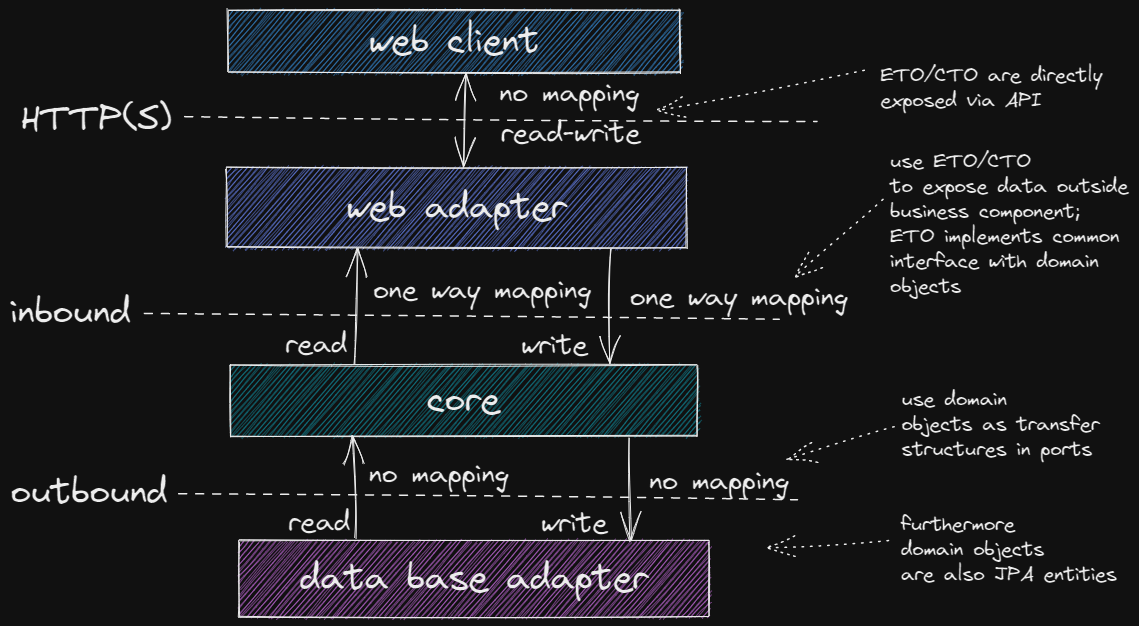 web client
no mapping
ETO/CTO are directly
exposed via API
HTTP(S)
read-write
web adapter
use ETO/CTO
to expose data outside
business component;
ETO implements common
interface with domain
objects
one way mapping
one way mapping
inbound
read
write
core
use domain
objects as transfer
structures in ports
no mapping
no mapping
outbound
read
write
furthermore
domain objects
are also JPA entities
data base adapter